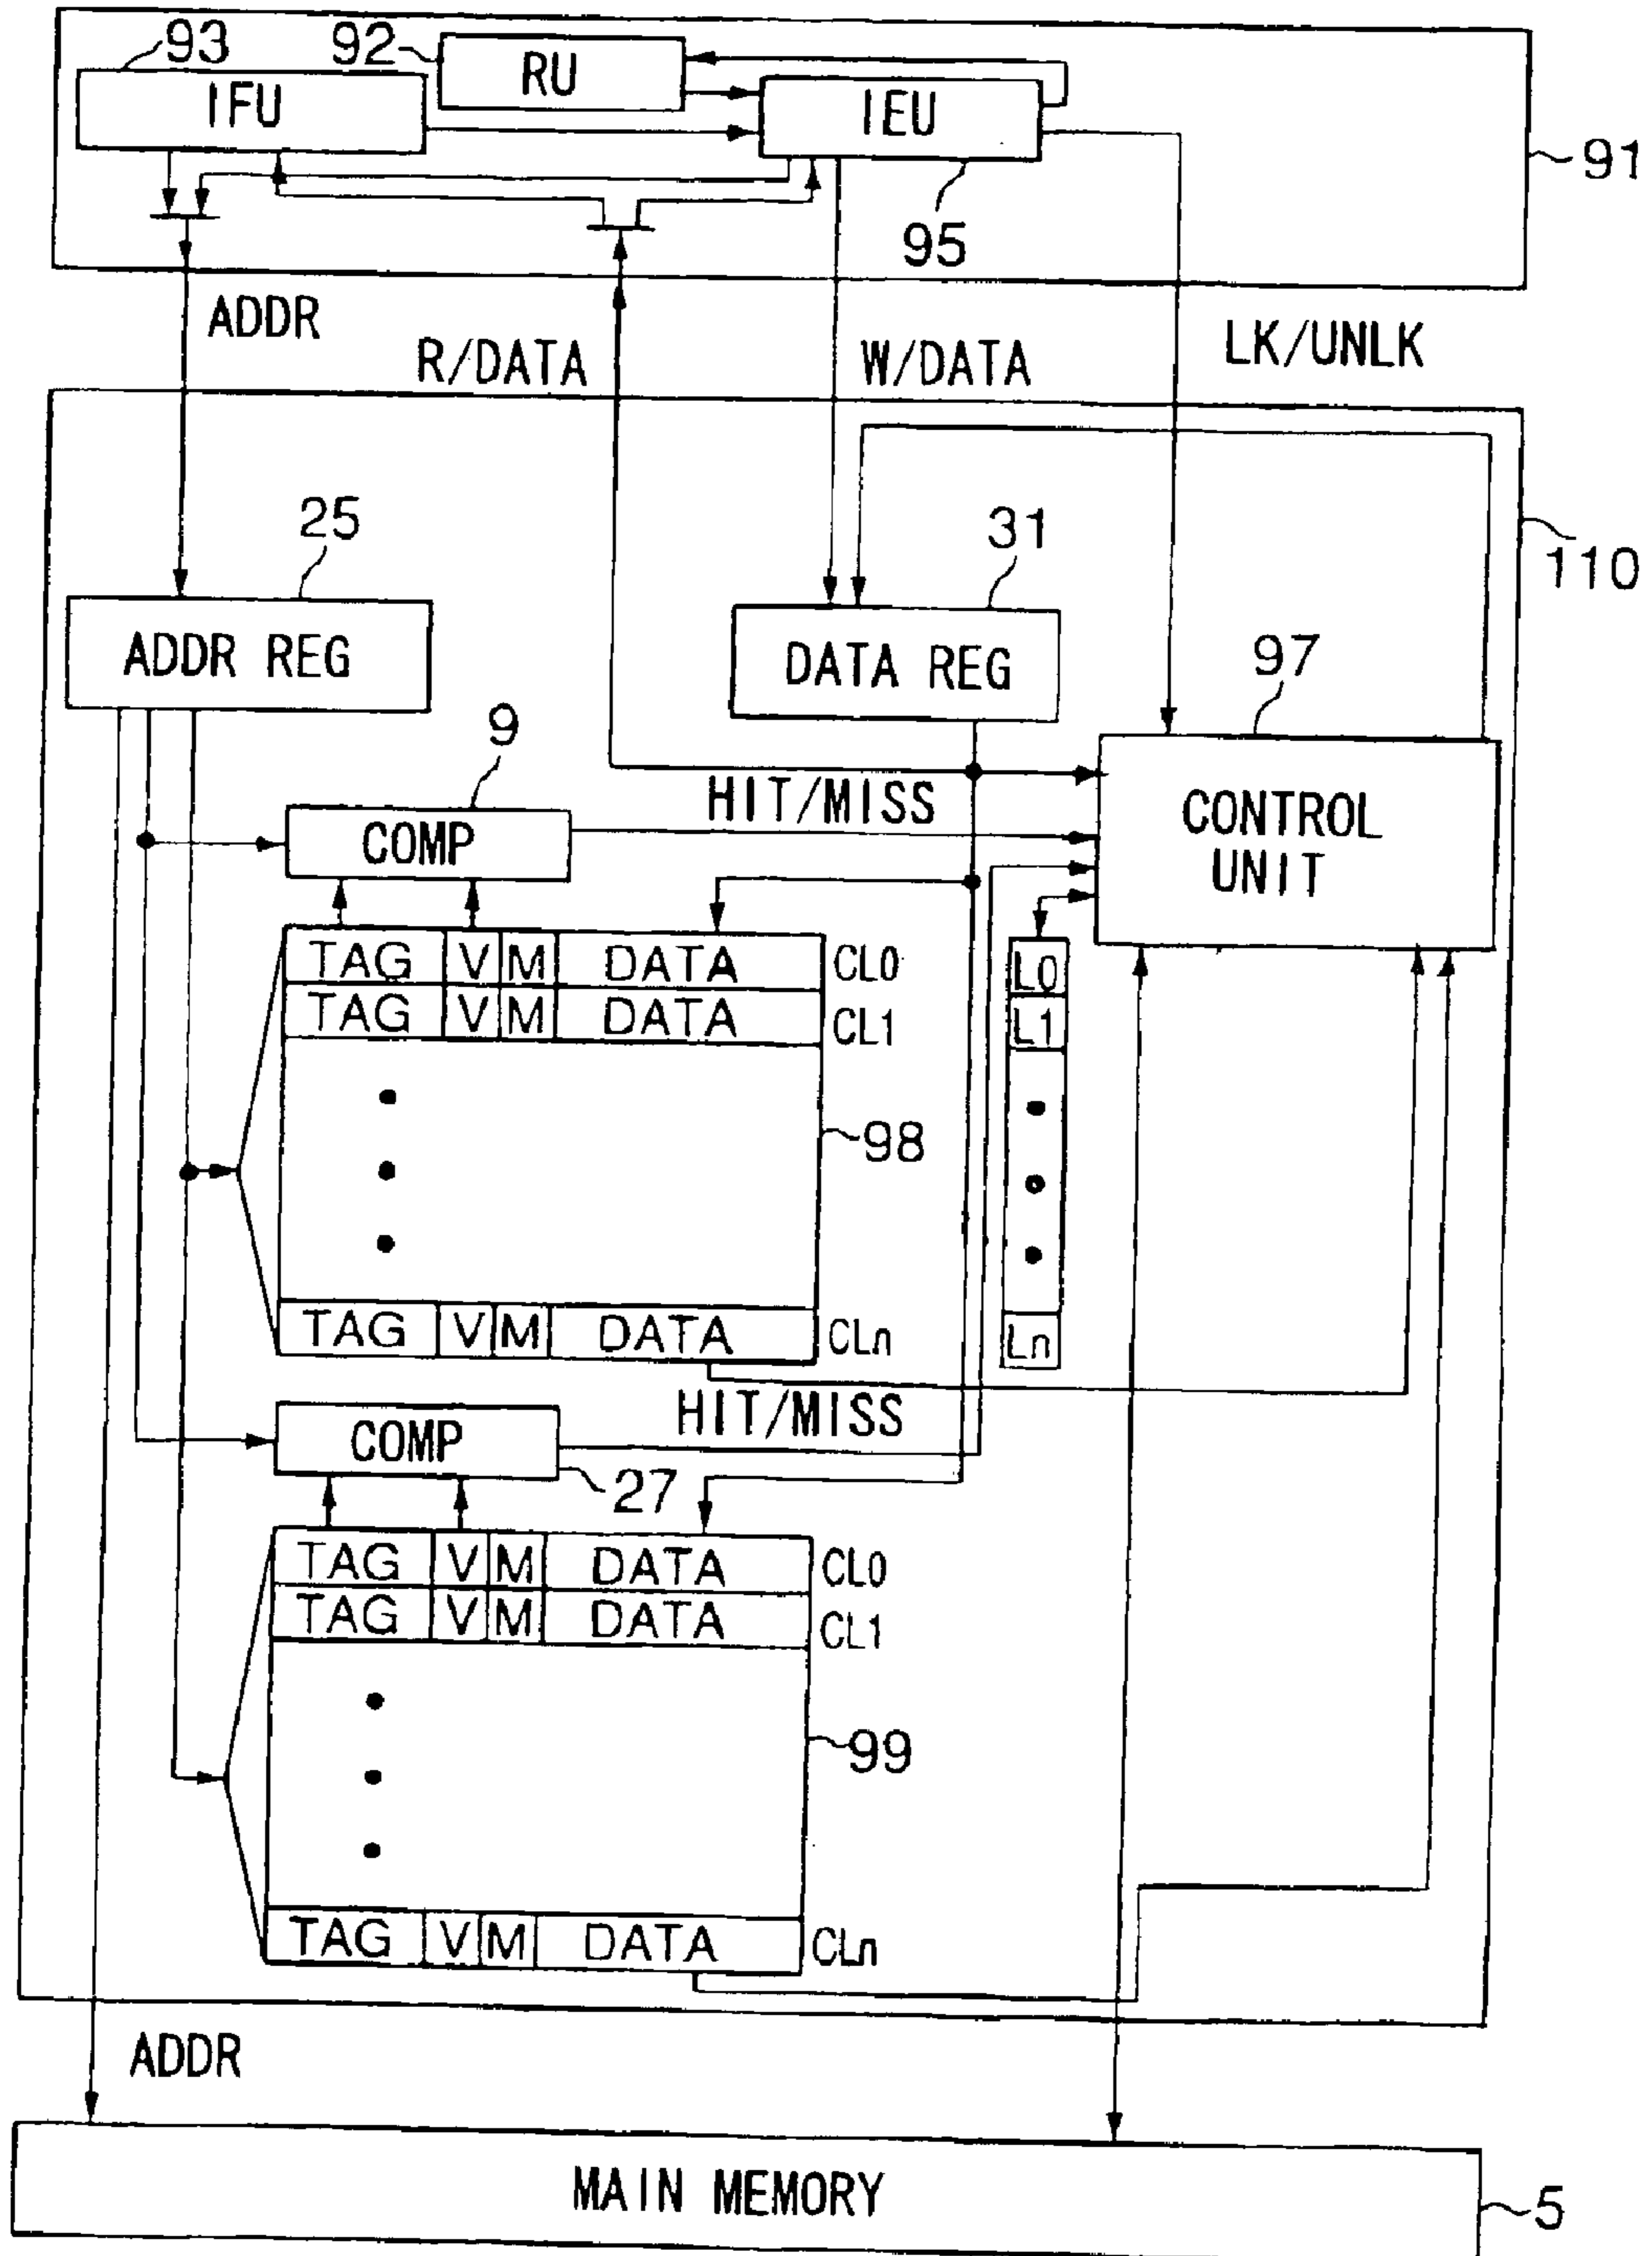 93
92
RU
IFU
IEU
91
95
ADDR
R/DATA
W/DATA
LK/UNLK
25
31
110
ADDR REG
DATA REG
97
9
HIT/MISS
CONTROL
UNIT
COMP
TAG V M DATA CL0
L0
TAG V M DATA CL1
L1
98
TAG V M DATA CLn
Ln
HIT/MISS
COMP
27
TAG V M DATA CL0
TAG V M DATA CL1
99
TAG V M DATA CLn
ADDR
MAIN MEMORY
5